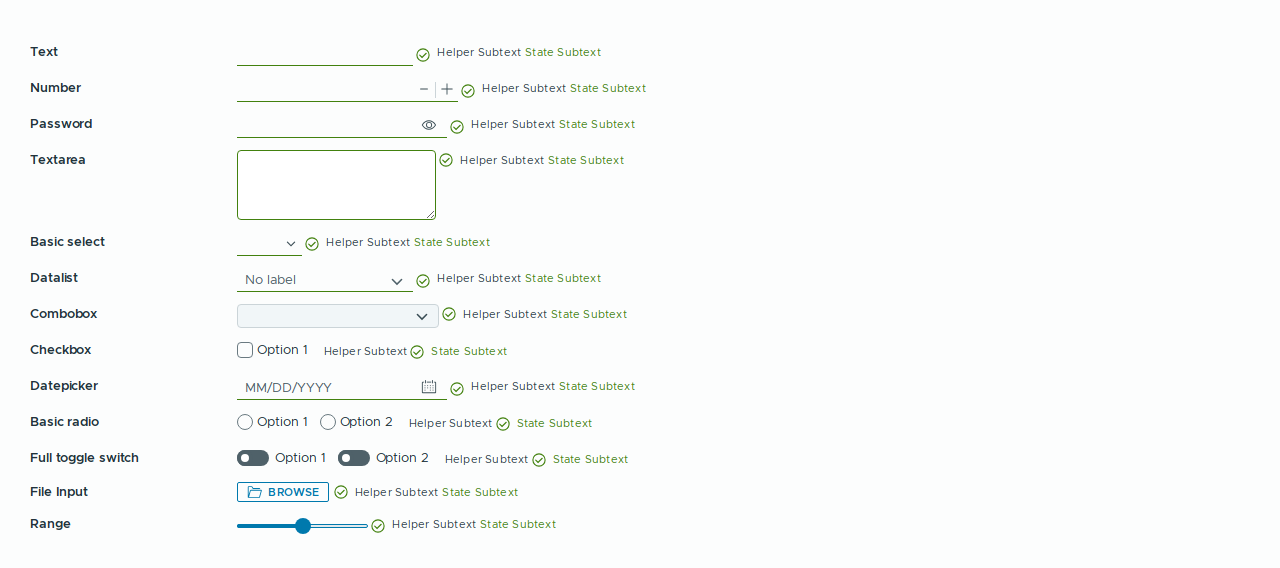 Text Helper Subtext State Subtext
Number Helper Subtext State Subtext
Password Helper Subtext State Subtext
Textarea Helper Subtext State Subtext
Basic select Helper Subtext State Subtext
Datalist No label Helper Subtext State Subtext
Combobox Helper Subtext State Subtext
Checkbox Option 1 Helper Subtext State Subtext
Datepicker MM/DD/YYYY Helper Subtext State Subtext
Basic radio Option 1 Option 2 Helper Subtext State Subtext
Full toggle switch Option 1 Option 2 Helper Subtext State Subtext
File Input BROWSE Helper Subtext State Subtext
Range Helper Subtext State Subtext